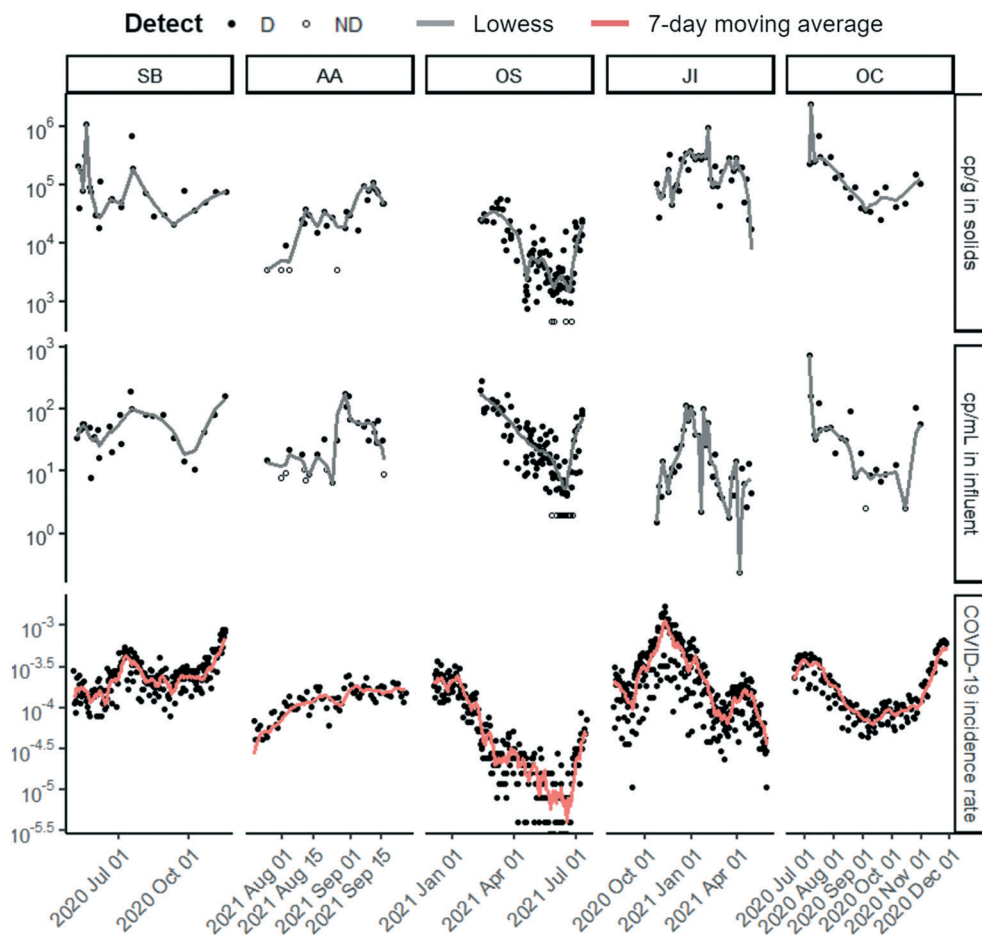 Detect D ND Lowess 7-day moving average
SB AA OS JI OC
10^6
10^5
10^4
10^3
cp/g in solids
10^3
10^2
10^1
10^0
cp/mL in influent
10^-3
10^-3.5
10^-4
10^-4.5
10^-5
10^-5.5
COVID-19 incidence rate
2020 Jul 01
2020 Oct 01
2021 Aug 01
2021 Aug 15
2021 Sep 01
2021 Sep 15
2021 Jan 01
2021 Apr 01
2021 Jul 01
2020 Oct 01
2021 Jan 01
2021 Apr 01
2020 Jul 01
2020 Aug 01
2020 Sep 01
2020 Oct 01
2020 Nov 01
2020 Dec 01